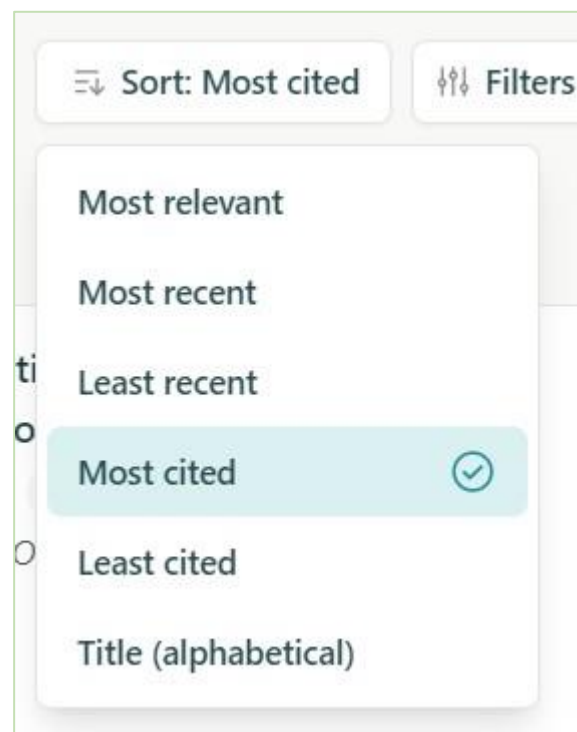 Sort: Most cited
Filters
Most relevant
Most recent
Least recent
Most cited
Least cited
Title (alphabetical)